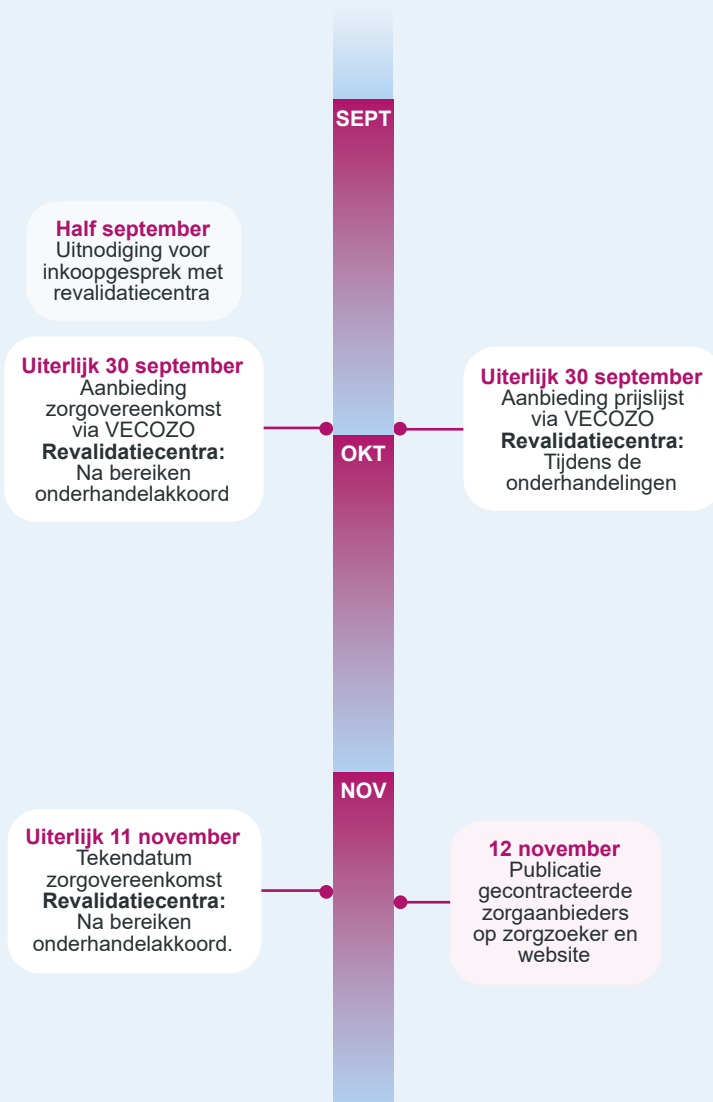 SEPT
Half september
Uitnodiging voor
inkoopgesprek met
revalidatiecentra
Uiterlijk 30 september
Aanbieding
zorgovereenkomst
via VECOZO
Revalidatiecentra:
Na bereiken
onderhandelakkoord
Uiterlijk 30 september
Aanbieding prijslijst
via VECOZO
Revalidatiecentra:
Tijdens de
onderhandelingen
OKT
NOV
Uiterlijk 11 november
Tekendatum
zorgovereenkomst
Revalidatiecentra:
Na bereiken
onderhandelakkoord.
12 november
Publicatie
gecontracteerde
zorgaanbieders
op zorgzoeker en
website